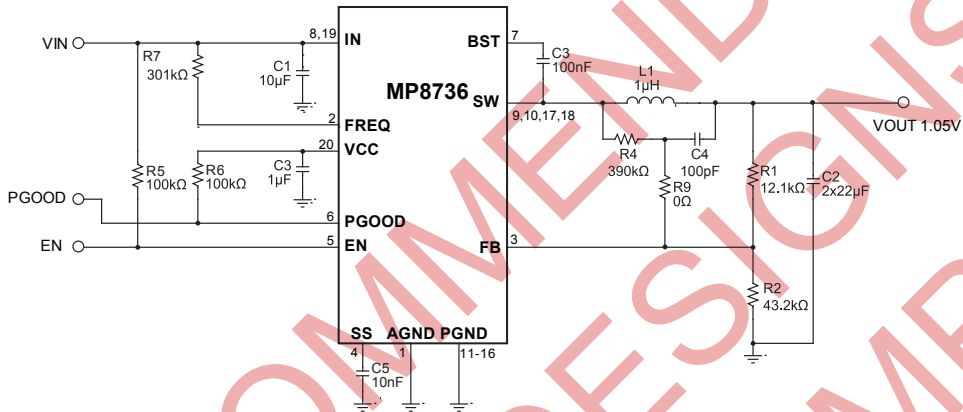 VIN
R7
301kΩ
C1
10µF
8,19
IN
BST
7
C3
100nF
MP8736
SW
9,10,17,18
L1
1µH
VOUT 1.05V
2
FREQ
20
VCC
R5
100kΩ
R6
100kΩ
C3
1µF
R4
390kΩ
C4
100pF
R9
0Ω
R1
12.1kΩ
C2
2x22µF
PGOOD
6
PGOOD
EN
5
EN
FB
3
R2
43.2kΩ
SS
AGND
PGND
4
1
11-16
C5
10nF